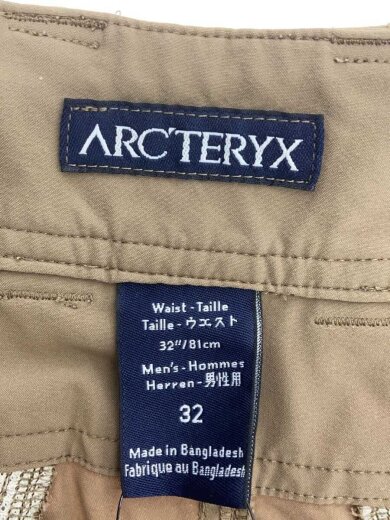 ARC'TERYX
Waist - Taille
Taille - ウエスト
32"/81cm
Men's - Hommes
Herren - 男性用
32
Made in Bangladesh
Fabriqué au Bangladesh